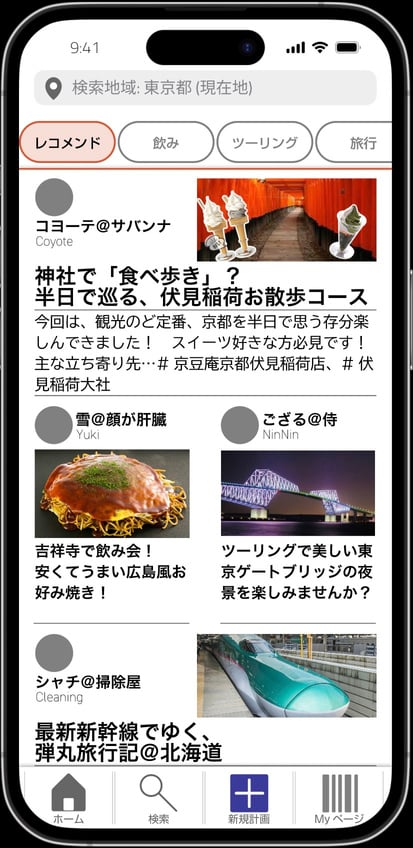 9:41
検索地域: 東京都 (現在地)
レコメンド
飲み
ツーリング
旅行
コヨーテ@サバンナ
Coyote
神社で「食べ歩き」？
半日で巡る、伏見稲荷お散歩コース
今回は、観光のど定番、京都を半日で思う存分楽
しんできました！　スイーツ好きな方必見です！
主な立ち寄り先…# 京豆庵京都伏見稲荷店、# 伏
見稲荷大社
雪@顔が肝臓
Yuki
吉祥寺で飲み会！
安くてうまい広島風お
好み焼き！
ござる@侍
NinNin
ツーリングで美しい東
京ゲートブリッジの夜
景を楽しみませんか？
シャチ@掃除屋
Cleaning
最新新幹線でゆく、
弾丸旅行記@北海道
ホーム
検索
新規計画
My ページ